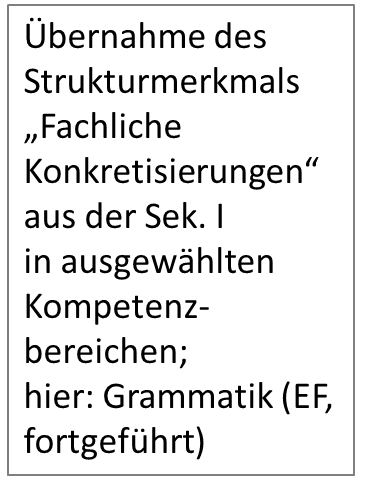 Übernahme des
Strukturmerkmals
„Fachliche
Konkretisierungen“
aus der Sek. I
in ausgewählten
Kompetenz-
bereichen;
hier: Grammatik (EF,
fortgeführt)